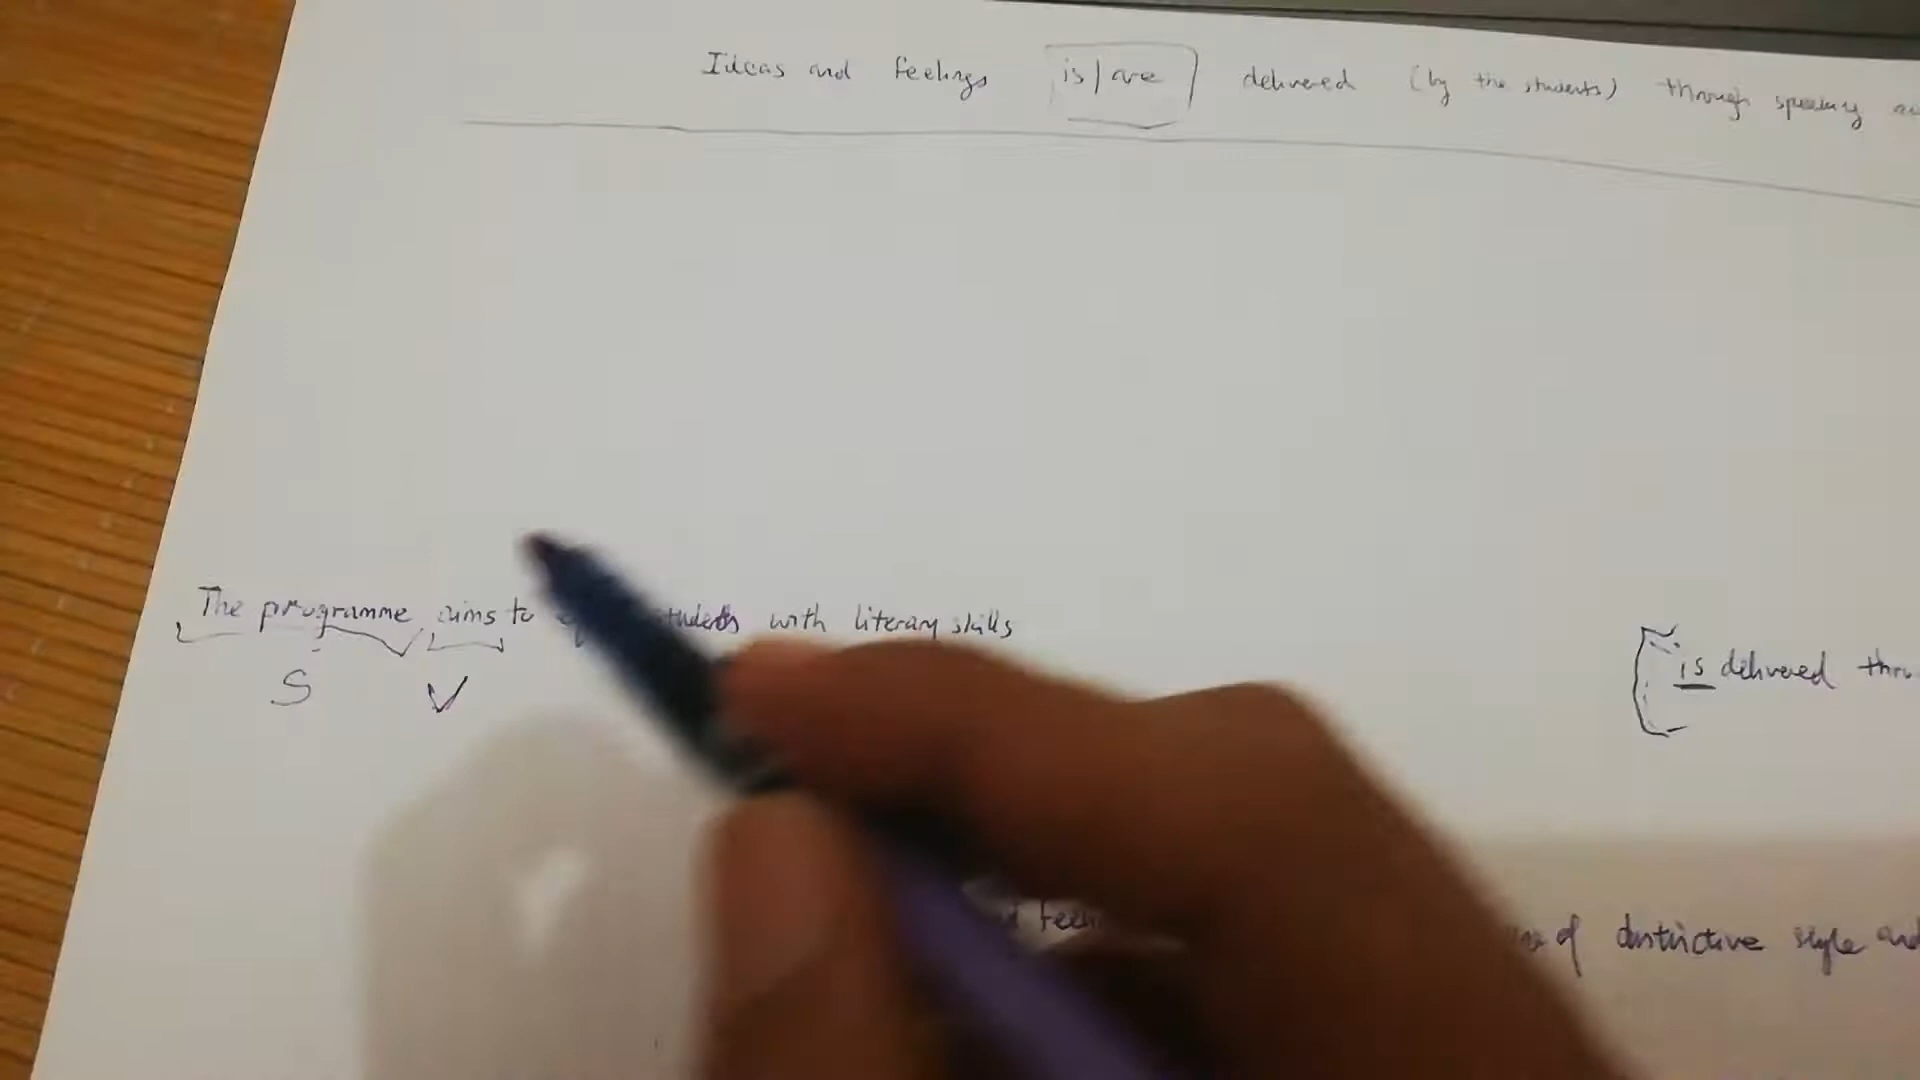 Ideas and feelings is/are delivered (by the students) through speaking
The programme aims to students with literary skills
S V
is delivered
of distinctive style and